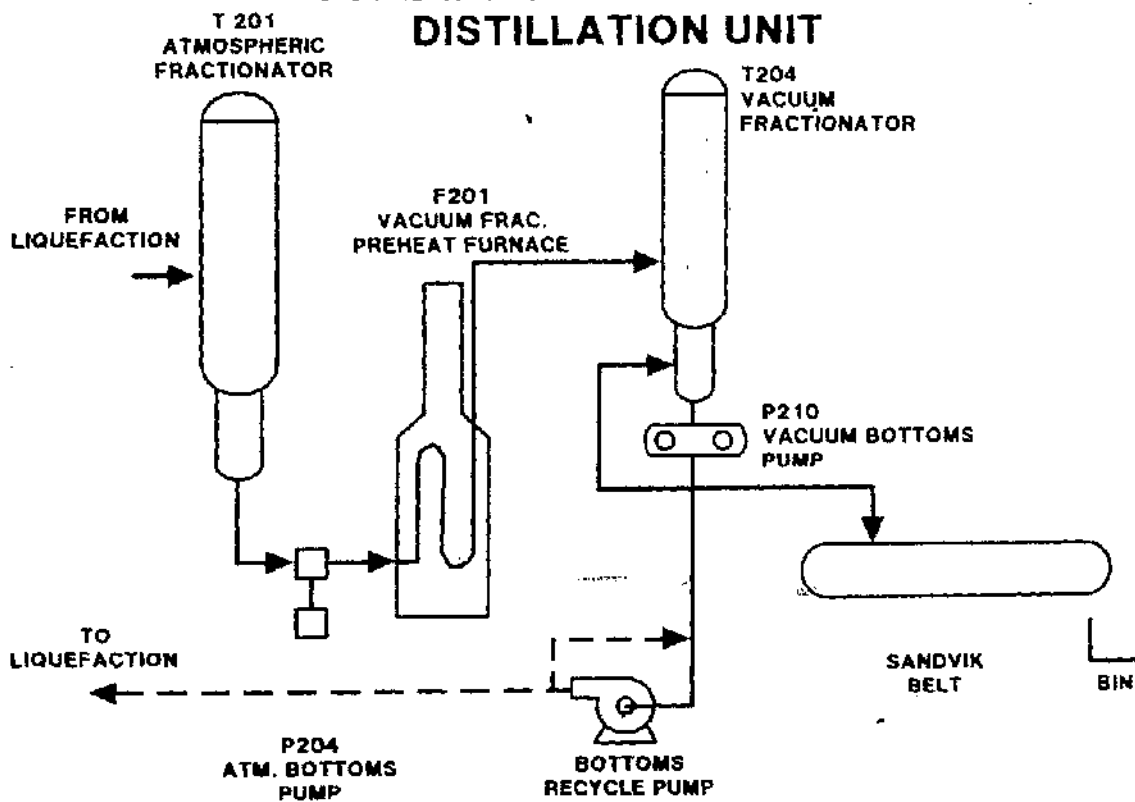 DISTILLATION UNIT
T 201
ATMOSPHERIC
FRACTIONATOR
T204
VACUUM
FRACTIONATOR
F201
VACUUM FRAC.
PREHEAT FURNACE
FROM
LIQUEFACTION
P210
VACUUM BOTTOMS
PUMP
TO
LIQUEFACTION
SANDVIK
BELT
BIN
P204
ATM. BOTTOMS
PUMP
BOTTOMS
RECYCLE PUMP